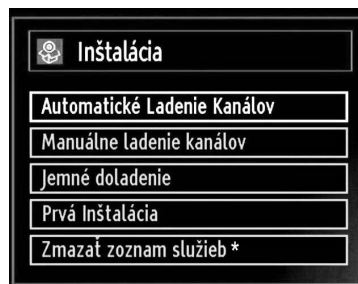 Inštalácia
Automatické Ladenie Kanálov
Manuálne ladenie kanálov
Jemné doladenie
Prvá Inštalácia
Zmazať zoznam služieb *